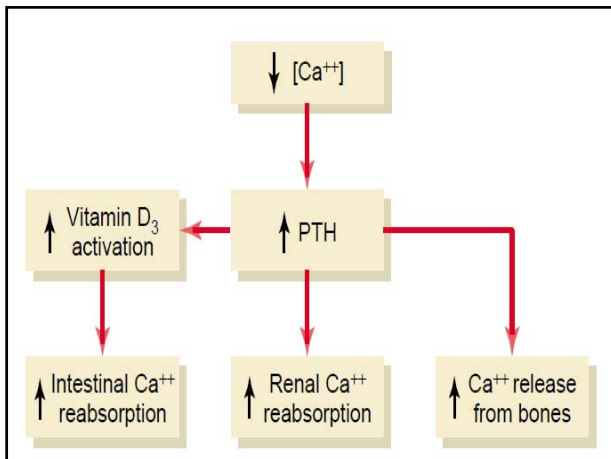 ↓ [Ca⁺⁺]
↑ Vitamin D₃
activation
↑ PTH
↑ Intestinal Ca⁺⁺
reabsorption
↑ Renal Ca⁺⁺
reabsorption
↑ Ca⁺⁺ release
from bones